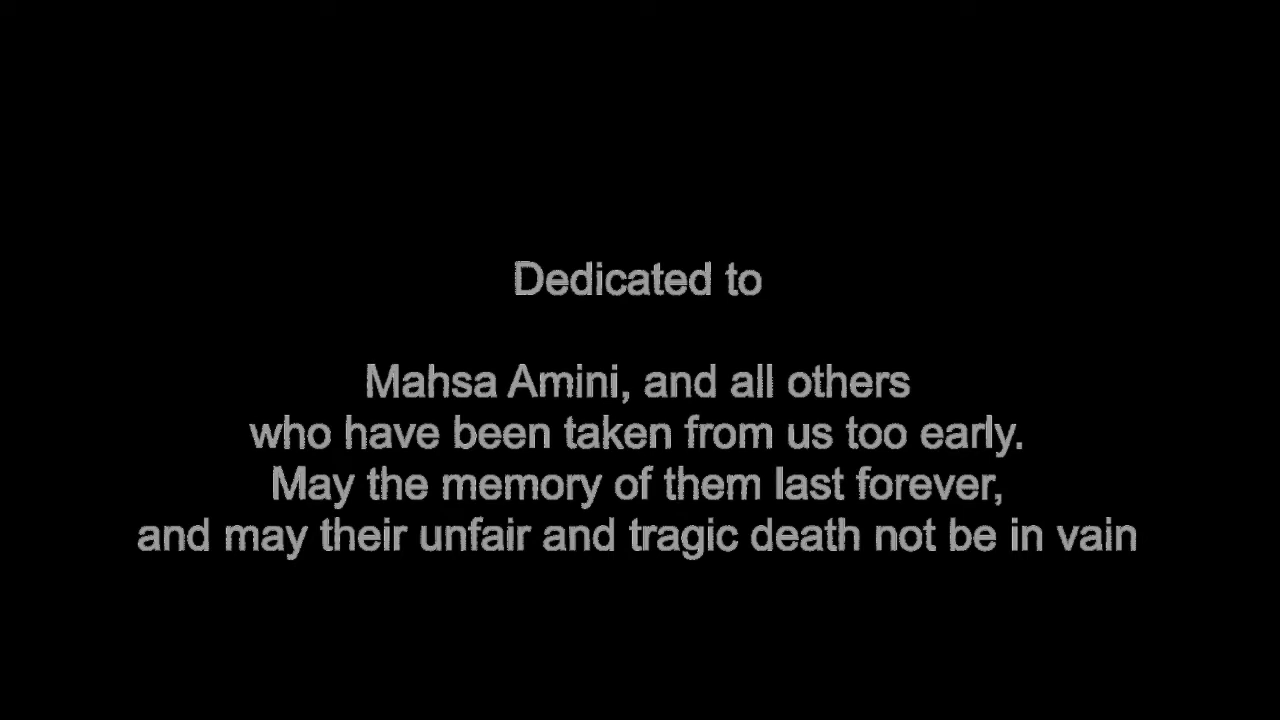 Dedicated to
Mahsa Amini, and all others
who have been taken from us too early.
May the memory of them last forever,
and may their unfair and tragic death not be in vain